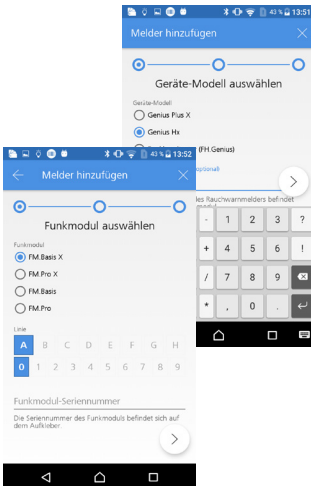 43 % 13:51
Melder hinzufügen
Geräte-Modell auswählen
Geräte-Modell
Genius Plus X
Genius Hx
(FH.Genius)
optional)
des Rauchwarnmelders befindet
- 1 2 3 ?
+ 4 5 6 !
/ 7 8 9
* , 0 .
43 % 13:52
Melder hinzufügen
Funkmodul auswählen
Funkmodul
FM.Basis X
FM.Pro X
FM.Basis
FM.Pro
Linie
A B C D E F G H
0 1 2 3 4 5 6 7 8 9
Funkmodul-Seriennummer
Die Seriennummer des Funkmoduls befindet sich auf
dem Aufkleber.